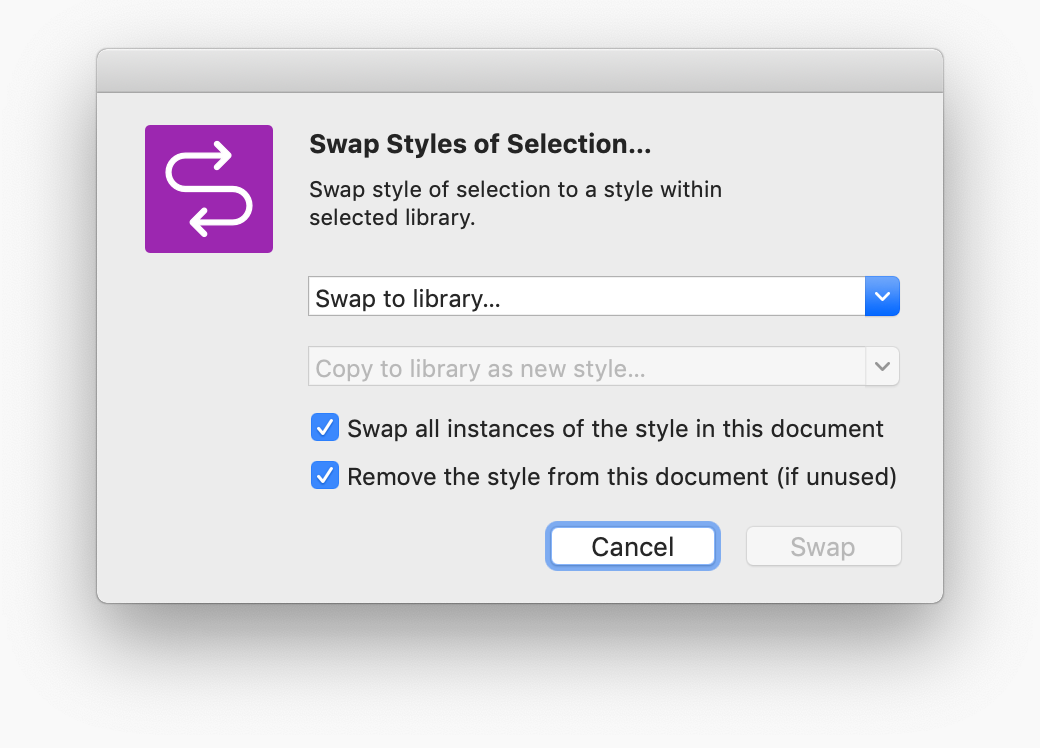 Swap Styles of Selection...
Swap style of selection to a style within
selected library.
Swap to library...
Copy to library as new style...
Swap all instances of the style in this document
Remove the style from this document (if unused)
Cancel
Swap